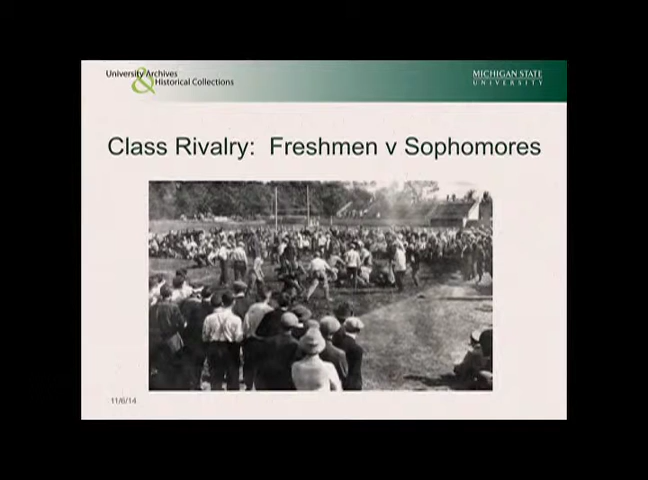 University Archives
& Historical Collections
MICHIGAN STATE
UNIVERSITY
Class Rivalry: Freshmen v Sophomores
11/6/14